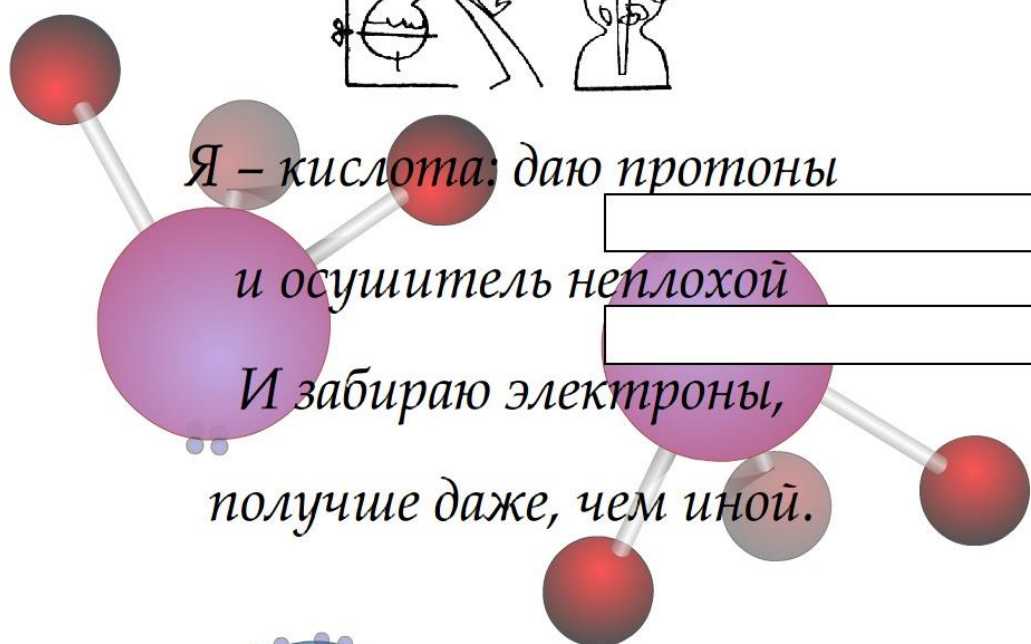 Я – кислота: даю протоны
и осушитель неплохой
И забираю электроны,
получше даже, чем иной.